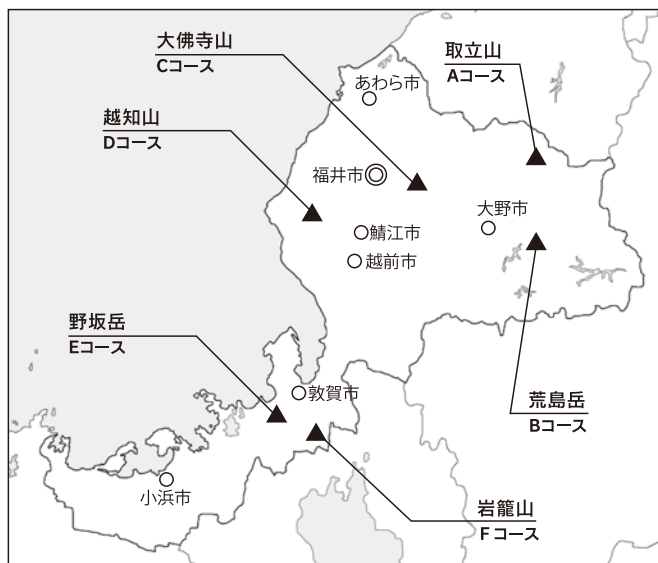 大佛寺山
Cコース
取立山
Aコース
あわら市
越知山
Dコース
福井市
大野市
鯖江市
越前市
野坂岳
Eコース
敦賀市
荒島岳
Bコース
小浜市
岩籠山
Fコース